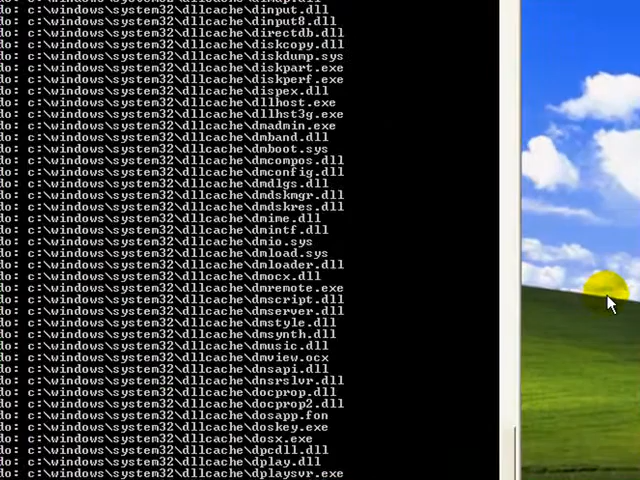 do: c:\windows\system32\dllcache\dinput.dll
do: c:\windows\system32\dllcache\dinput8.dll
do: c:\windows\system32\dllcache\directdb.dll
do: c:\windows\system32\dllcache\diskcopy.dll
do: c:\windows\system32\dllcache\diskdump.sys
do: c:\windows\system32\dllcache\diskpart.exe
do: c:\windows\system32\dllcache\diskperf.exe
do: c:\windows\system32\dllcache\dispex.dll
do: c:\windows\system32\dllcache\dllhost.exe
do: c:\windows\system32\dllcache\dllhst3g.exe
do: c:\windows\system32\dllcache\dmadmin.exe
do: c:\windows\system32\dllcache\dmband.dll
do: c:\windows\system32\dllcache\dmboot.sys
do: c:\windows\system32\dllcache\dmcompos.dll
do: c:\windows\system32\dllcache\dmconfig.dll
do: c:\windows\system32\dllcache\dmdlgs.dll
do: c:\windows\system32\dllcache\dmdskmgr.dll
do: c:\windows\system32\dllcache\dmdskres.dll
do: c:\windows\system32\dllcache\dmime.dll
do: c:\windows\system32\dllcache\dmintf.dll
do: c:\windows\system32\dllcache\dmio.sys
do: c:\windows\system32\dllcache\dmload.sys
do: c:\windows\system32\dllcache\dmloader.dll
do: c:\windows\system32\dllcache\dmocx.dll
do: c:\windows\system32\dllcache\dmremote.exe
do: c:\windows\system32\dllcache\dmscript.dll
do: c:\windows\system32\dllcache\dmserver.dll
do: c:\windows\system32\dllcache\dmstyle.dll
do: c:\windows\system32\dllcache\dmsynth.dll
do: c:\windows\system32\dllcache\dmusic.dll
do: c:\windows\system32\dllcache\dmview.ocx
do: c:\windows\system32\dllcache\dnsapi.dll
do: c:\windows\system32\dllcache\dnsrslvr.dll
do: c:\windows\system32\dllcache\docprop.dll
do: c:\windows\system32\dllcache\docprop2.dll
do: c:\windows\system32\dllcache\dosapp.fon
do: c:\windows\system32\dllcache\doskey.exe
do: c:\windows\system32\dllcache\dosx.exe
do: c:\windows\system32\dllcache\dpcdll.dll
do: c:\windows\system32\dllcache\dplay.dll
do: c:\windows\system32\dllcache\dplaysvr.exe